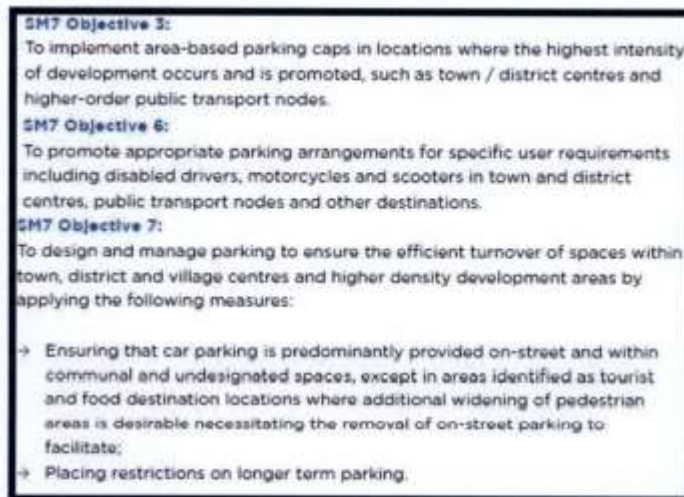 SM7 Objective 3:
To implement area-based parking caps in locations where the highest intensity
of development occurs and is promoted, such as town / district centres and
higher-order public transport nodes.
SM7 Objective 6:
To promote appropriate parking arrangements for specific user requirements
including disabled drivers, motorcycles and scooters in town and district
centres, public transport nodes and other destinations.
SM7 Objective 7:
To design and manage parking to ensure the efficient turnover of spaces within
town, district and village centres and higher density development areas by
applying the following measures:
→ Ensuring that car parking is predominantly provided on-street and within
communal and undesignated spaces, except in areas identified as tourist
and food destination locations where additional widening of pedestrian
areas is desirable necessitating the removal of on-street parking to
facilitate;
→ Placing restrictions on longer term parking.